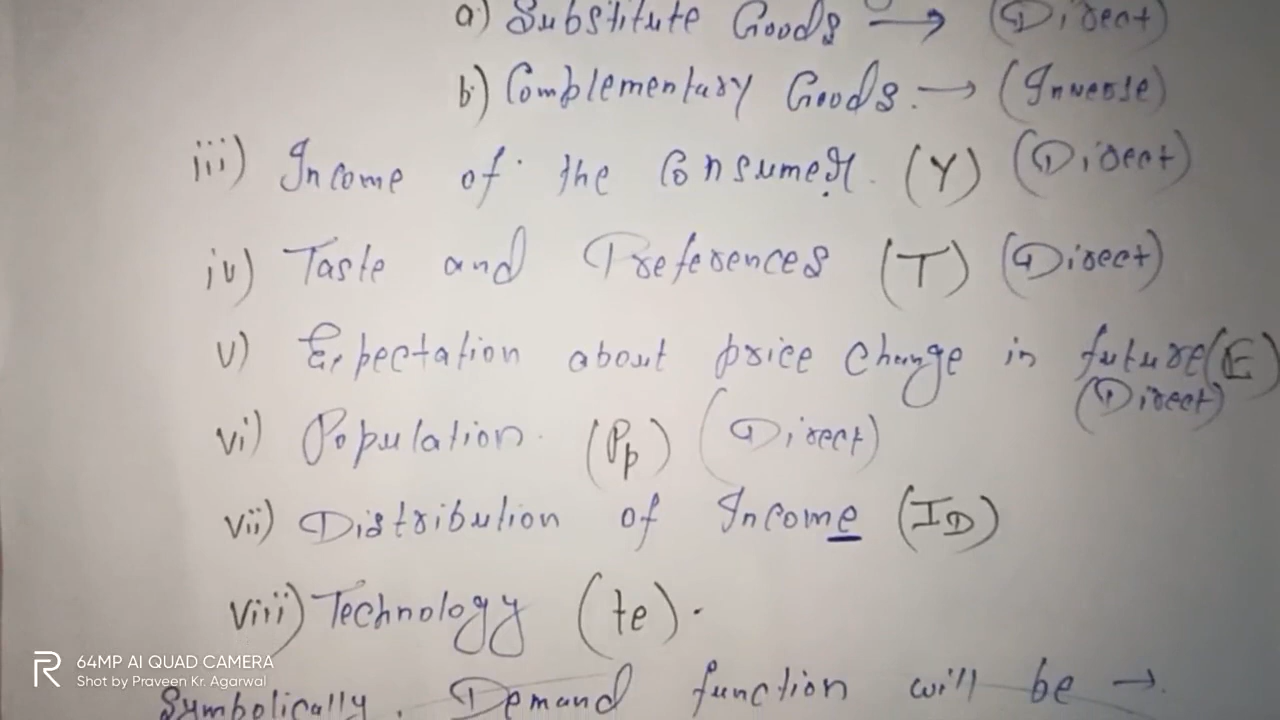 a) Substitute Goods → (Direct)
b) Complementary Goods. → (Inverse)
iii) Income of the Consumer. (Y) (Direct)
iv) Taste and Preferences (T) (Direct)
v) Expectation about price change in future (E)
(Direct)
vi) Population. (Pp) (Direct)
vii) Distribution of Income (ID)
viii) Technology (te).
Symbolically, Demand function will be →
64MP AI QUAD CAMERA
Shot by Praveen Kr. Agarwal